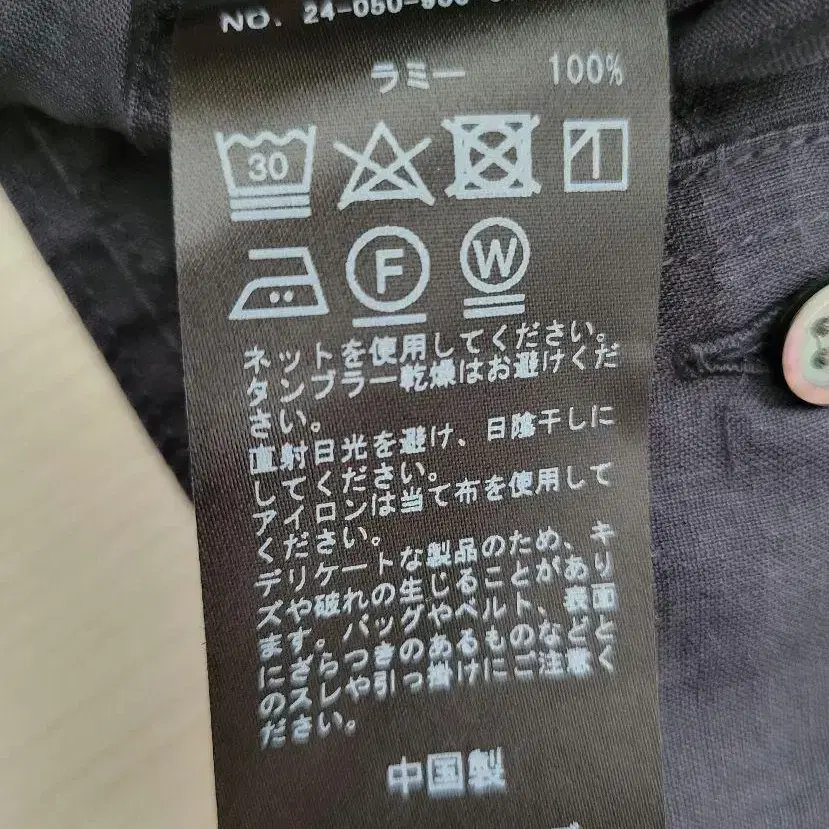 NO. 24-050-
ラミー 100%
30
F W
ネットを使用してください。
タンブラー乾燥はお避けくだ
さい。
直射日光を避け、日陰干しに
してください。
アイロンは当て布を使用して
ください。
デリケートな製品のため、キ
ズや破れの生じることがあり
ます。バッグやベルト、表面
にざらつきのあるものなどと
のスレや引っ掛けにご注意く
ださい。
中国製